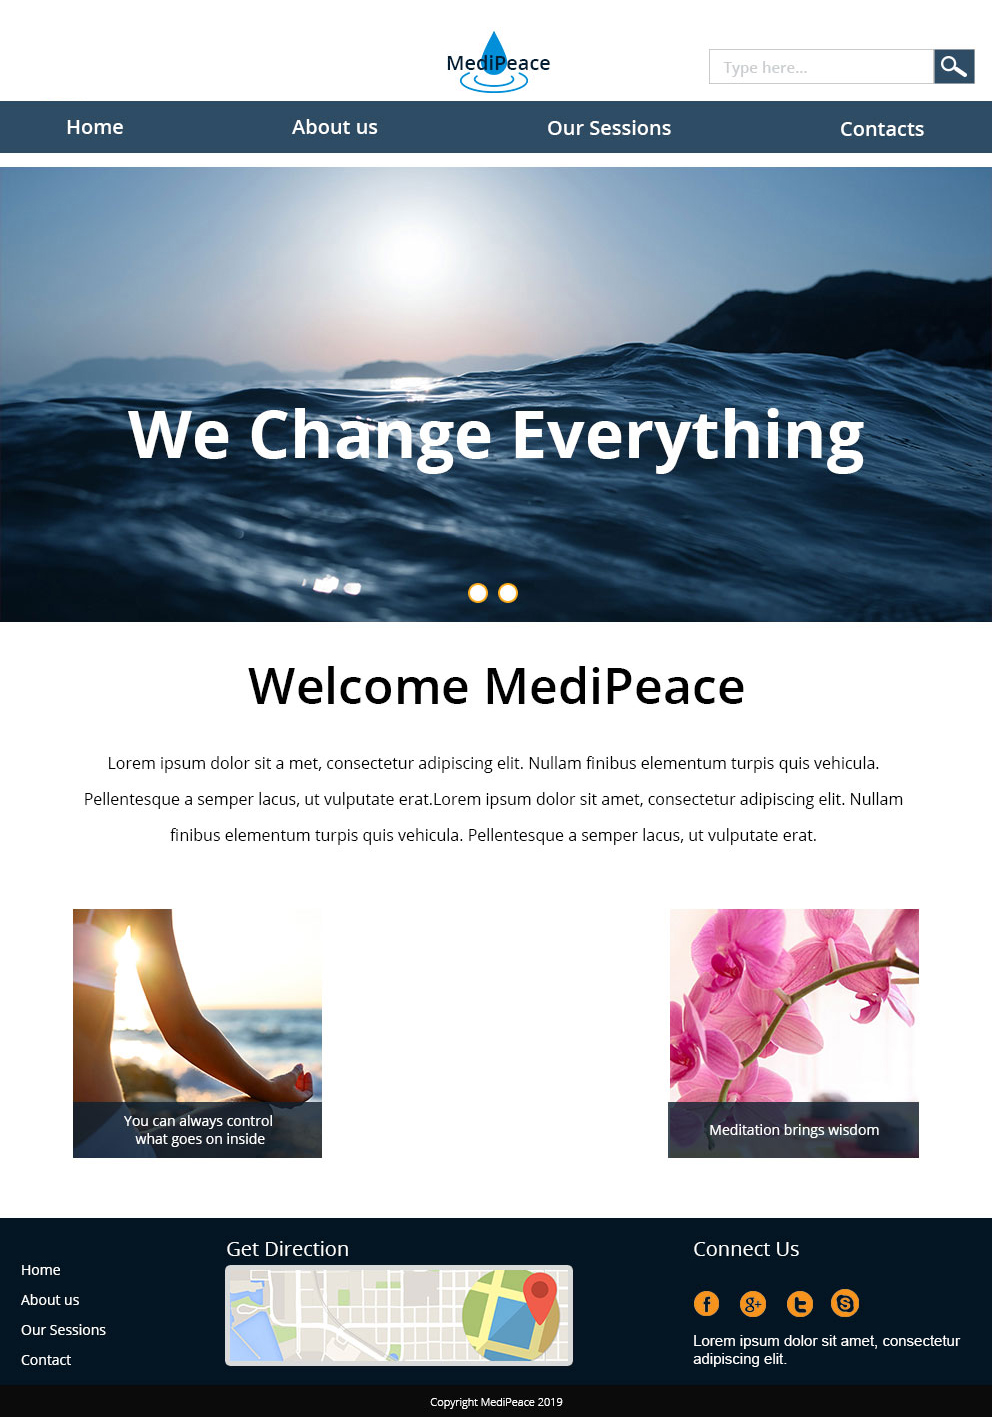 MediPeace
Type here...
Home
About us
Our Sessions
Contacts
We Change Everything
Welcome MediPeace
Lorem ipsum dolor sit a met, consectetur adipiscing elit. Nullam finibus elementum turpis quis vehicula.
Pellentesque a semper lacus, ut vulputate erat.Lorem ipsum dolor sit amet, consectetur adipiscing elit. Nullam
finibus elementum turpis quis vehicula. Pellentesque a semper lacus, ut vulputate erat.
You can always control
what goes on inside
Meditation brings wisdom
Home
About us
Our Sessions
Contact
Get Direction
Connect Us
Lorem ipsum dolor sit amet, consectetur
adipiscing elit.
Copyright MediPeace 2019